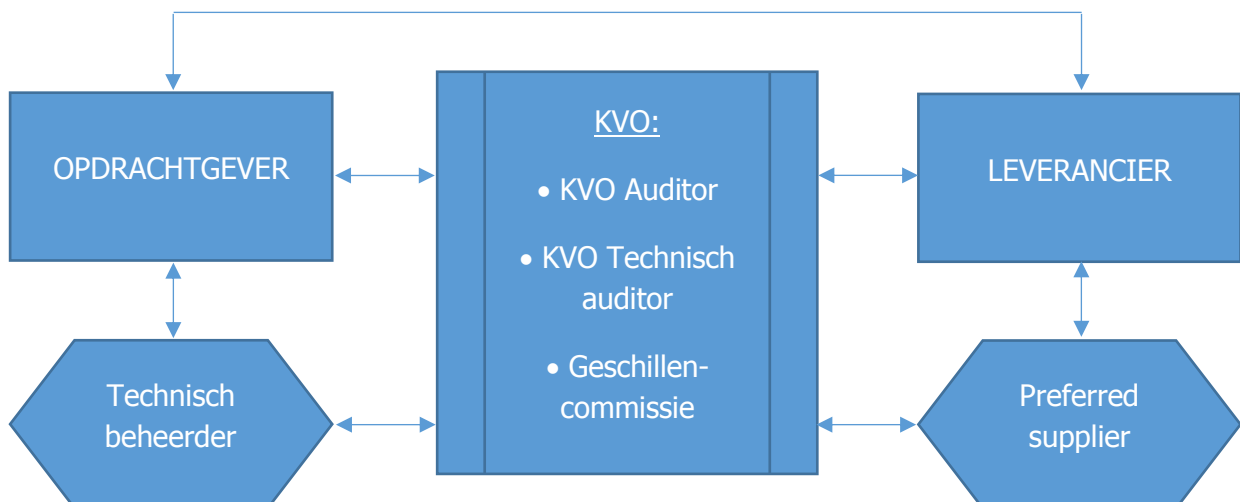 OPDRACHTGEVER
KVO:
• KVO Auditor
• KVO Technisch
auditor
• Geschillen-
commissie
LEVERANCIER
Technisch
beheerder
Preferred
supplier